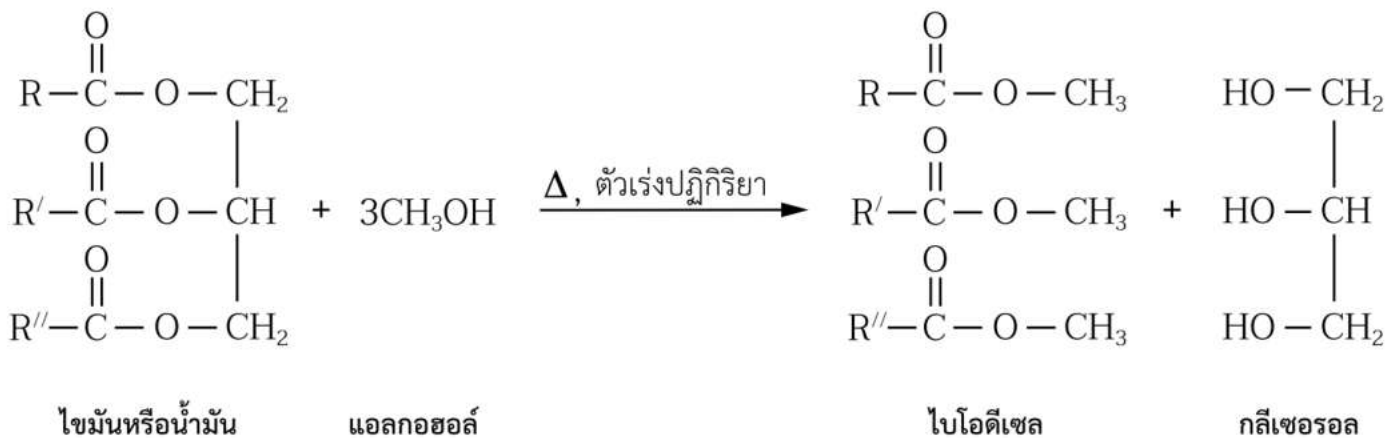 O O
R—C—O—CH₂ R—C—O—CH₃ HO—CH₂
O O
R′—C—O—CH + 3CH₃OH Δ, ตัวเร่งปฏิกิริยา R′—C—O—CH₃ + HO—CH
O O
R″—C—O—CH₂ R″—C—O—CH₃ HO—CH₂
ไขมันหรือน้ำมัน แอลกอฮอล์ ไบโอดีเซล กลีเซอรอล